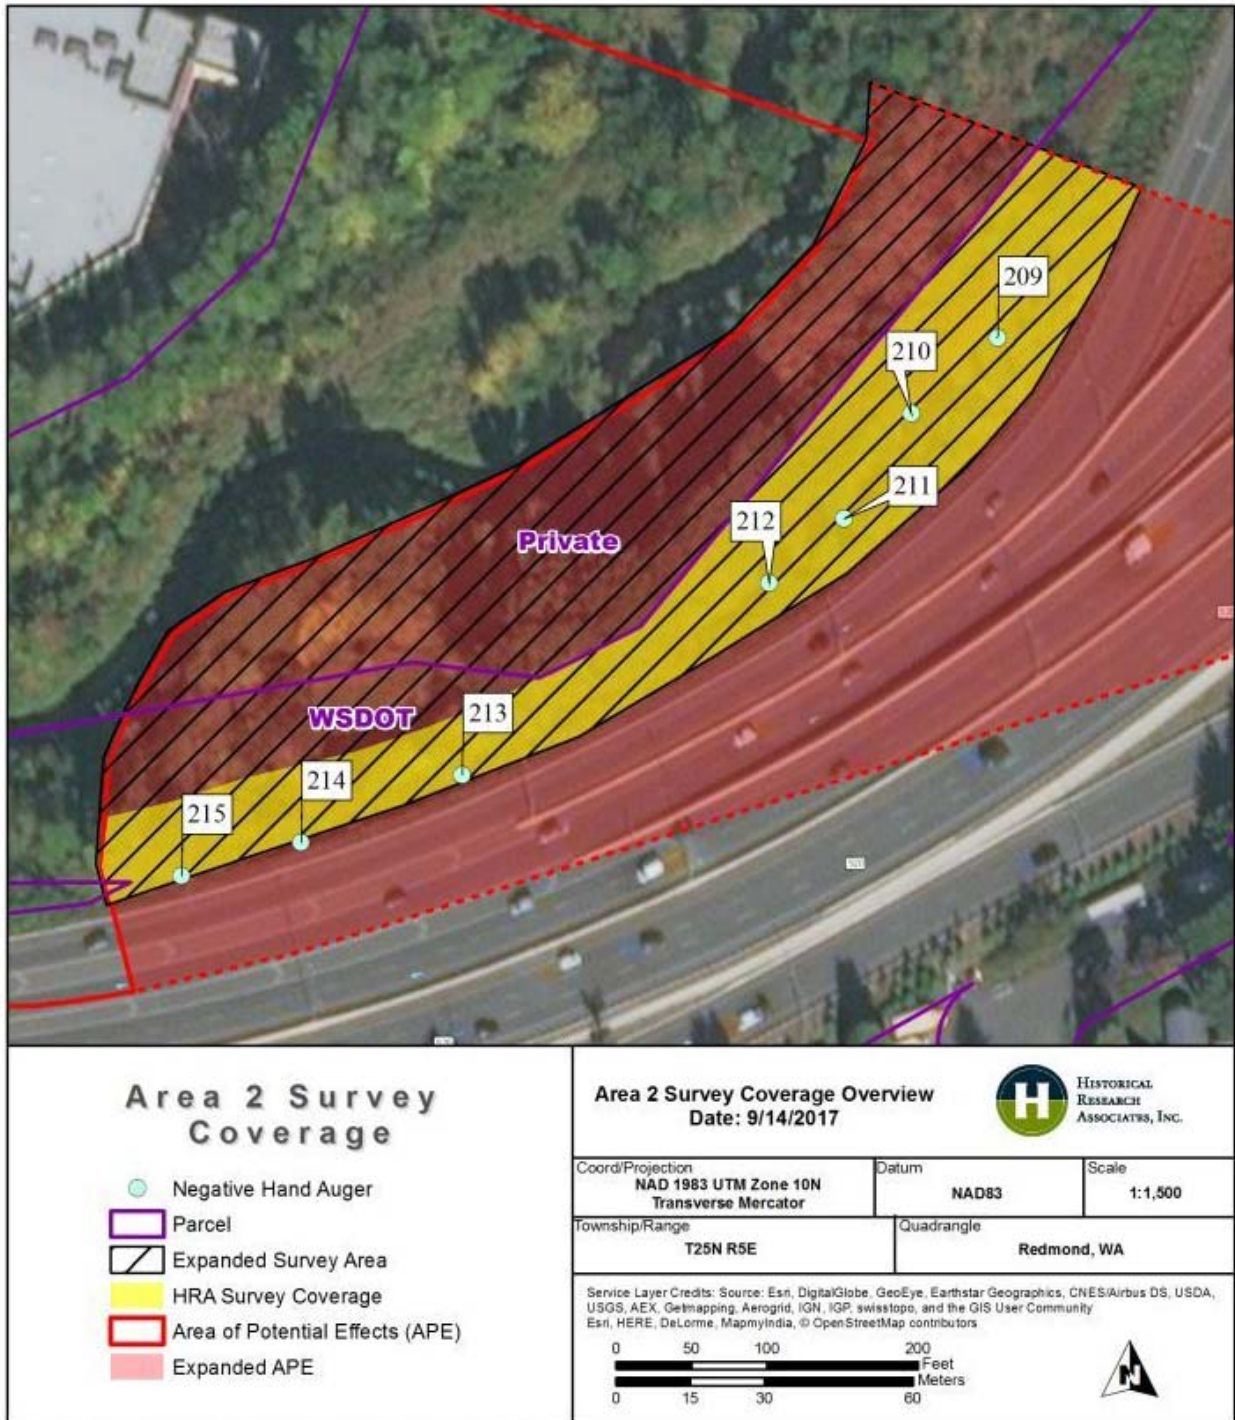 209
210
211
212
Private
213
WSDOT
214
215
Area 2 Survey
Coverage
Negative Hand Auger
Parcel
Expanded Survey Area
HRA Survey Coverage
Area of Potential Effects (APE)
Expanded APE
Area 2 Survey Coverage Overview
Date: 9/14/2017
H
HISTORICAL
RESEARCH
ASSOCIATES, INC.
Coord/Projection
NAD 1983 UTM Zone 10N
Transverse Mercator
Datum
NAD83
Scale
1:1,500
Township/Range
T25N R5E
Quadrangle
Redmond, WA
Service Layer Credits: Source: Esri, DigitalGlobe, GeoEye, Earthstar Geographics, CNES/Airbus DS, USDA,
USGS, AEX, Getmapping, Aerogrid, IGN, IGP, swisstopo, and the GIS User Community
Esri, HERE, DeLorme, MapmyIndia, © OpenStreetMap contributors
0 50 100 200
Feet
Meters
0 15 30 60
N